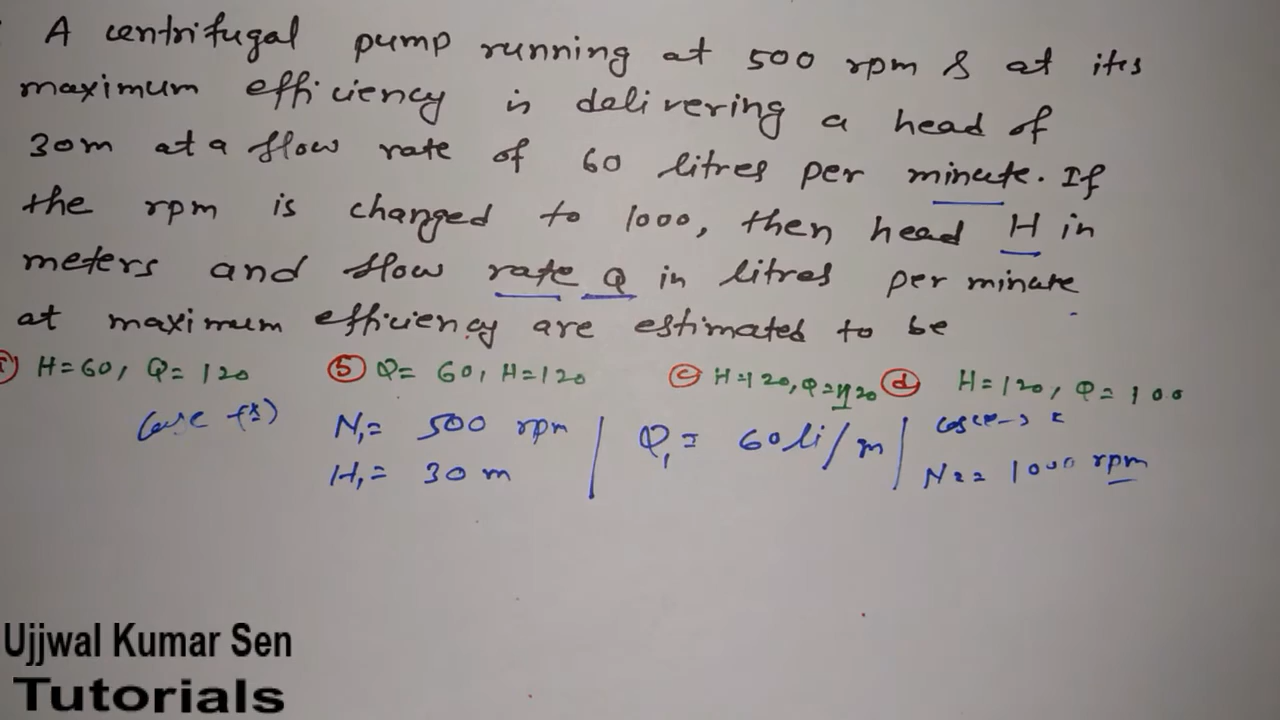 A centrifugal pump running at 500 rpm & at its
maximum efficiency is delivering a head of
30m at a flow rate of 60 litres per minute. If
the rpm is changed to 1000, then head H in
meters and flow rate Q in litres per minute
at maximum efficiency are estimated to be
H=60, Q=120 b Q= 60, H=120 c H=120, Q=120 d H=120, Q=100
N1= 500 rpm Q1= 60li/m
H1= 30 m N2= 1000 rpm
Ujjwal Kumar Sen
Tutorials